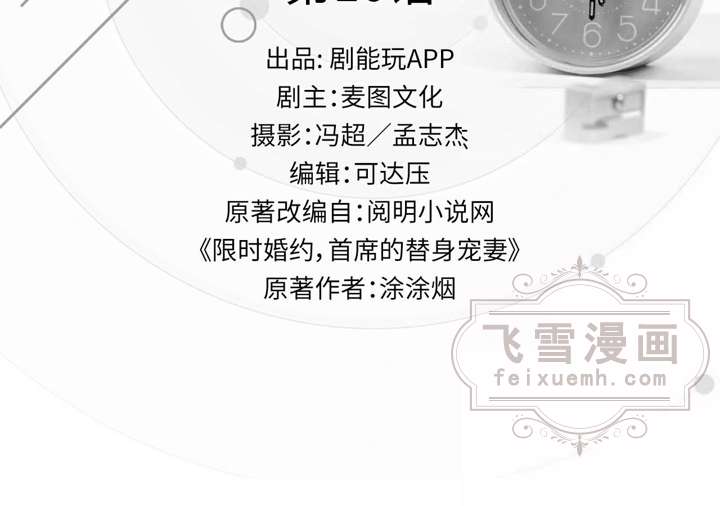 出品: 剧能玩APP
剧主：麦图文化
摄影：冯超／孟志杰
编辑：可达压
原著改编自：阅明小说网
《限时婚约，首席的替身宠妻》
原著作者：涂涂烟
飞雪漫画
feixuemh.com